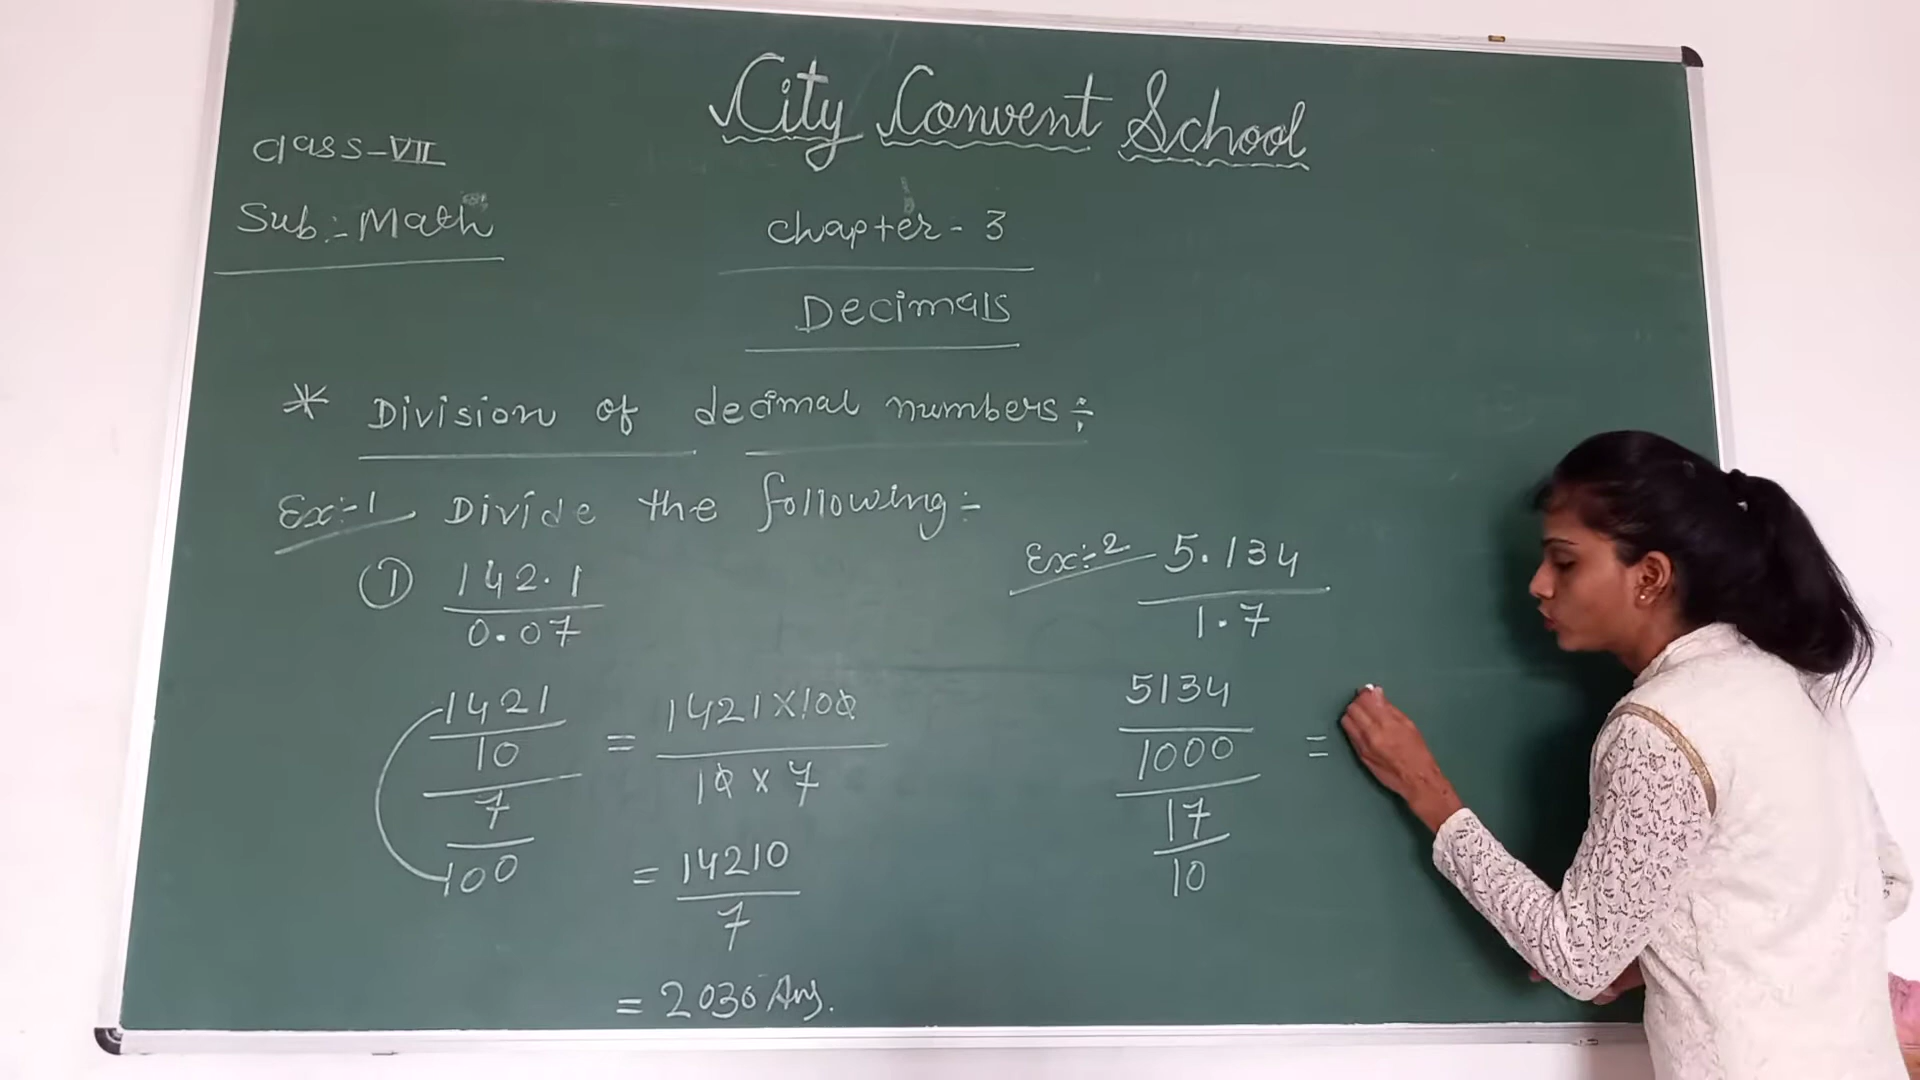 City Convent School
Class-VII
Sub:-Math
Chapter-3
Decimals
* Division of decimal numbers:-
Ex:-1 Divide the following:-
① 142.1
0.07
1421
10
7
100
= 1421×100
10×7
= 14210
7
= 2030 Ans.
Ex:-2 5.134
1.7
5134
1000
17
10
=